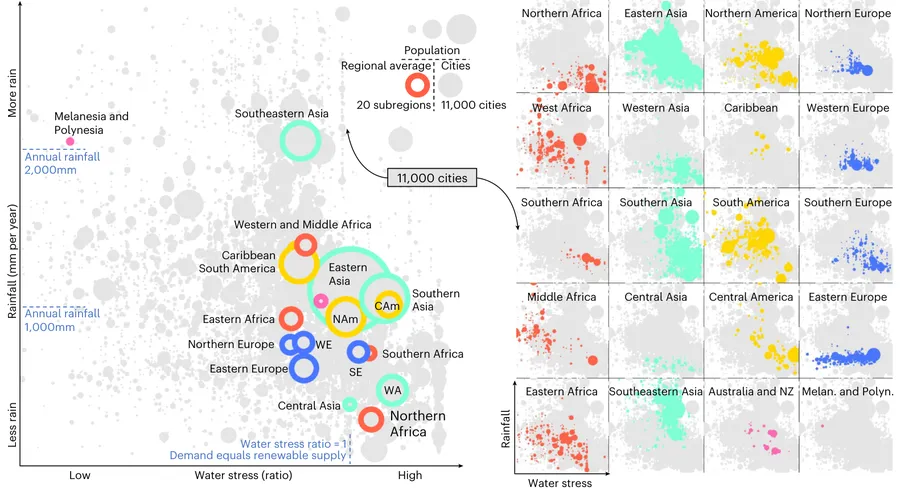 More rain
Rainfall (mm per year)
Less rain
Population
Regional average
Cities
20 subregions
11,000 cities
Melanesia and
Polynesia
Annual rainfall
2,000mm
Southeastern Asia
11,000 cities
Western and Middle Africa
Caribbean
South America
Eastern
Asia
Southern
Asia
CAm
NAm
Annual rainfall
1,000mm
Eastern Africa
Northern Europe
WE
Eastern Europe
SE
Southern Africa
WA
Central Asia
Northern
Africa
Water stress ratio = 1
Demand equals renewable supply
Low
Water stress (ratio)
High
Northern Africa
Eastern Asia
Northern America
Northern Europe
West Africa
Western Asia
Caribbean
Western Europe
Southern Africa
Southern Asia
South America
Southern Europe
Middle Africa
Central Asia
Central America
Eastern Europe
Eastern Africa
Southeastern Asia
Australia and NZ
Melan. and Polyn.
Rainfall
Water stress